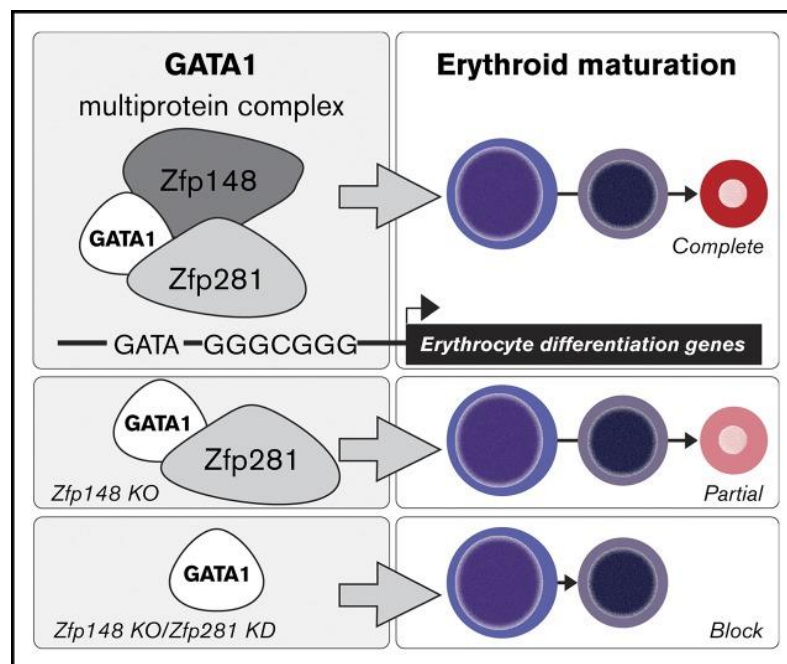 GATA1
multiprotein complex
Zfp148
GATA1
Zfp281
GATA
GGGCGGG
Erythroid maturation
Complete
Erythrocyte differentiation genes
GATA1
Zfp281
Zfp148 KO
Partial
GATA1
Zfp148 KO/Zfp281 KD
Block